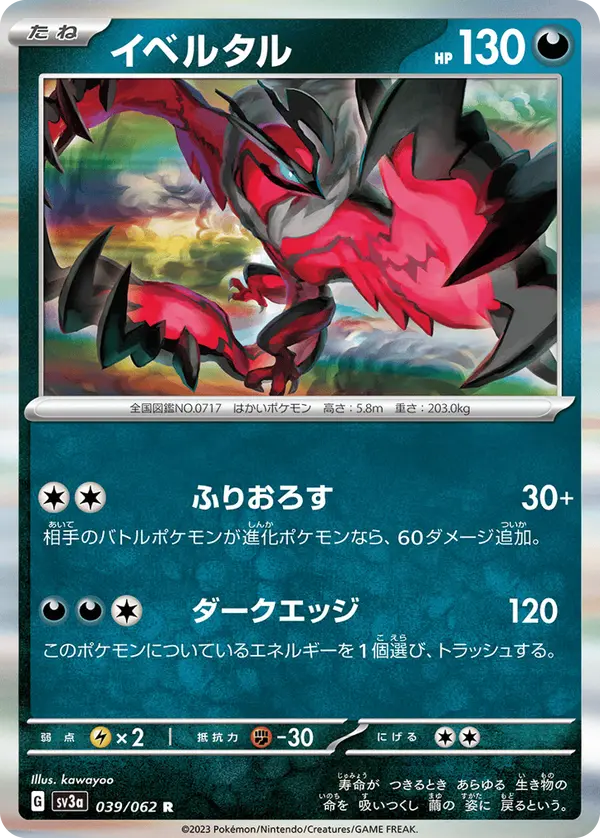 たね イベルタル HP 130
全国図鑑NO.0717 はかいポケモン 高さ:5.8m 重さ:203.0kg
ふりおろす 30+
相手のバトルポケモンが進化ポケモンなら、60ダメージ追加。
ダークエッジ 120
このポケモンについているエネルギーを1個選び、トラッシュする。
弱点 ×2 抵抗力 -30 にげる
Illus. kawayoo
G sv3a 039/062 R
寿命が つきるとき あらゆる 生き物の
命を 吸いつくし 繭の 姿に 戻るという。
©2023 Pokémon/Nintendo/Creatures/GAME FREAK.